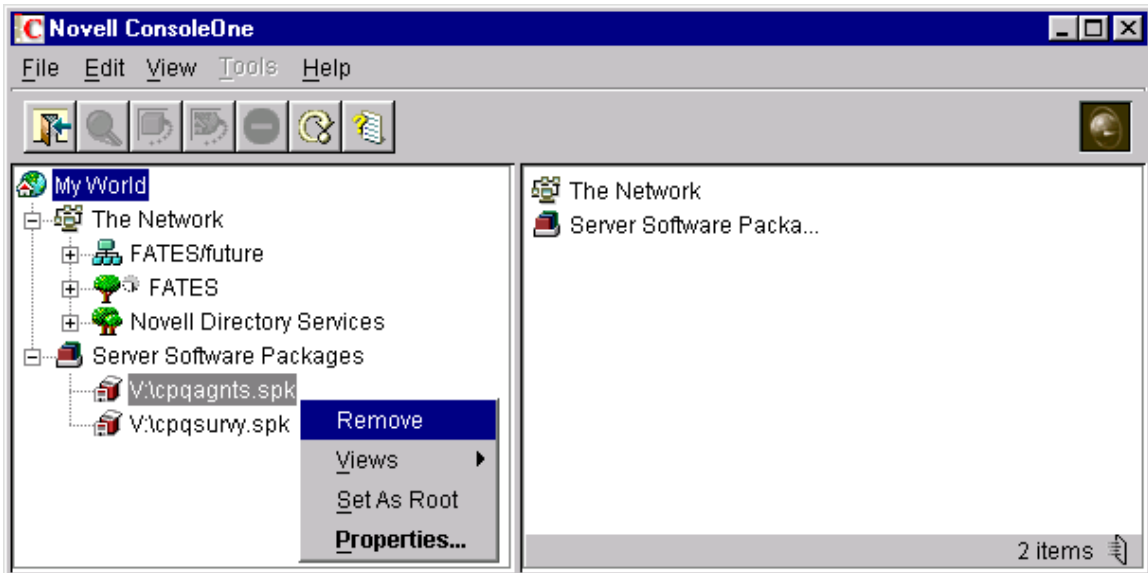 Novell ConsoleOne
File Edit View Tools Help
My World
The Network
FATES/future
FATES
Novell Directory Services
Server Software Packages
V:\cpqagnts.spk
V:\cpqsurvy.spk
Remove
Views
Set As Root
Properties...
The Network
Server Software Packa...
2 items